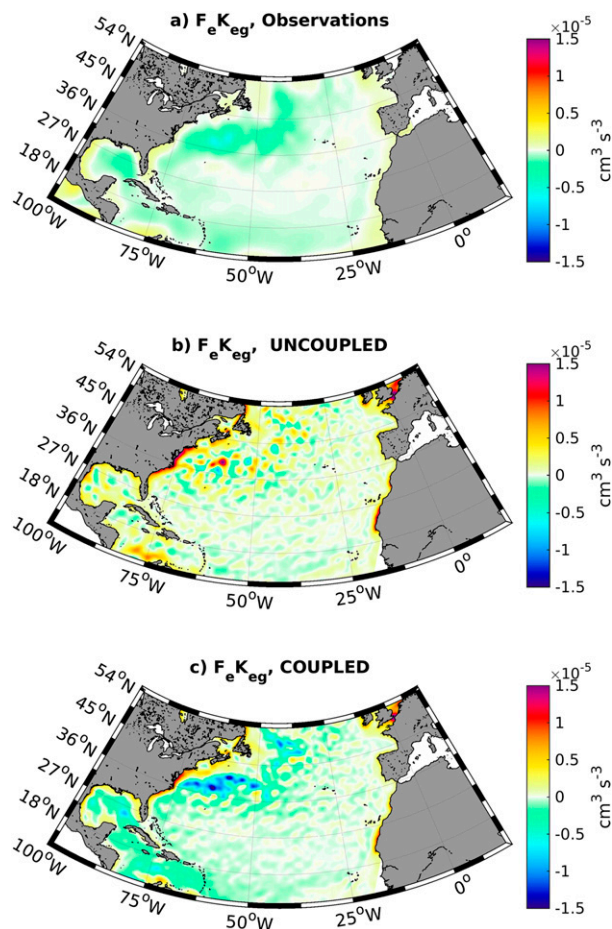 a) FeKeg, Observations
54°N
45°N
36°N
27°N
18°N
100°W
75°W
50°W
25°W
0°
×10⁻⁵
1.5
1
0.5
0
-0.5
-1
-1.5
cm³ s⁻³
b) FeKeg, UNCOUPLED
54°N
45°N
36°N
27°N
18°N
100°W
75°W
50°W
25°W
0°
×10⁻⁵
1.5
1
0.5
0
-0.5
-1
-1.5
cm³ s⁻³
c) FeKeg, COUPLED
54°N
45°N
36°N
27°N
18°N
100°W
75°W
50°W
25°W
0°
×10⁻⁵
1.5
1
0.5
0
-0.5
-1
-1.5
cm³ s⁻³